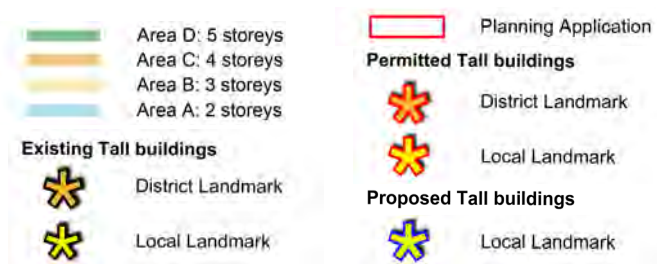 Area D: 5 storeys
Area C: 4 storeys
Area B: 3 storeys
Area A: 2 storeys
Existing Tall buildings
District Landmark
Local Landmark
Planning Application
Permitted Tall buildings
District Landmark
Local Landmark
Proposed Tall buildings
Local Landmark